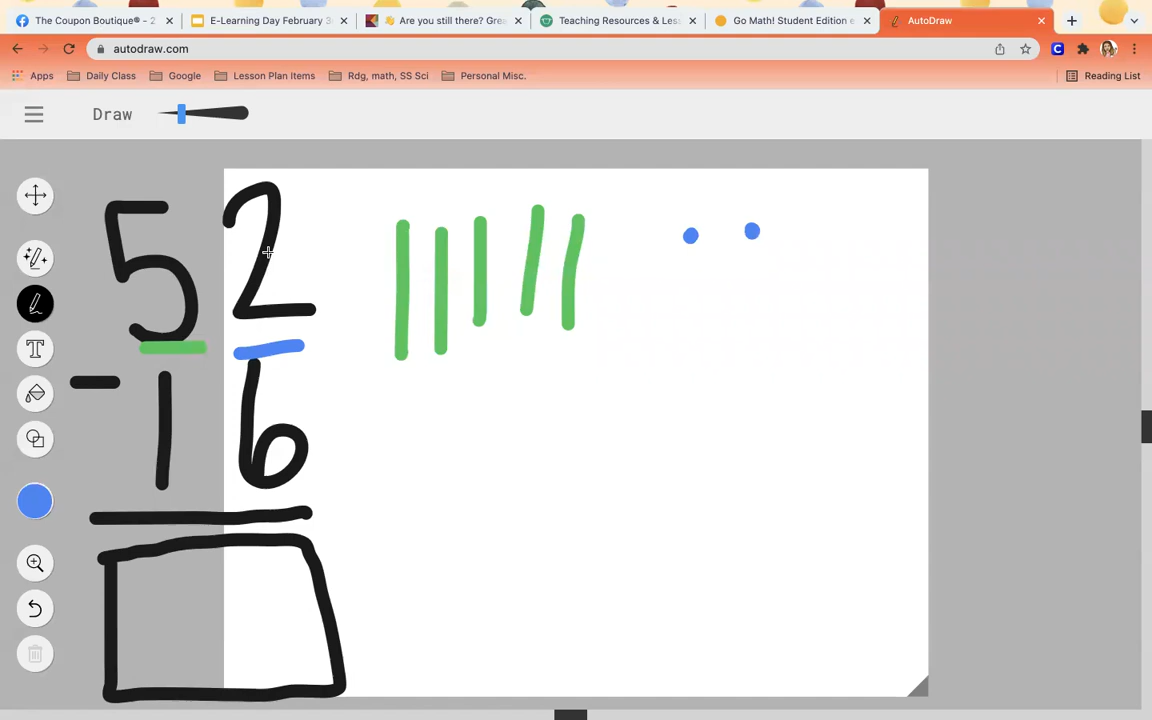 The Coupon Boutique® - 2
E-Learning Day February 3
Are you still there? Grea
Teaching Resources & Less
Go Math! Student Edition e
AutoDraw
autodraw.com
Apps
Daily Class
Google
Lesson Plan Items
Rdg, math, SS Sci
Personal Misc.
Reading List
Draw
52
- 16